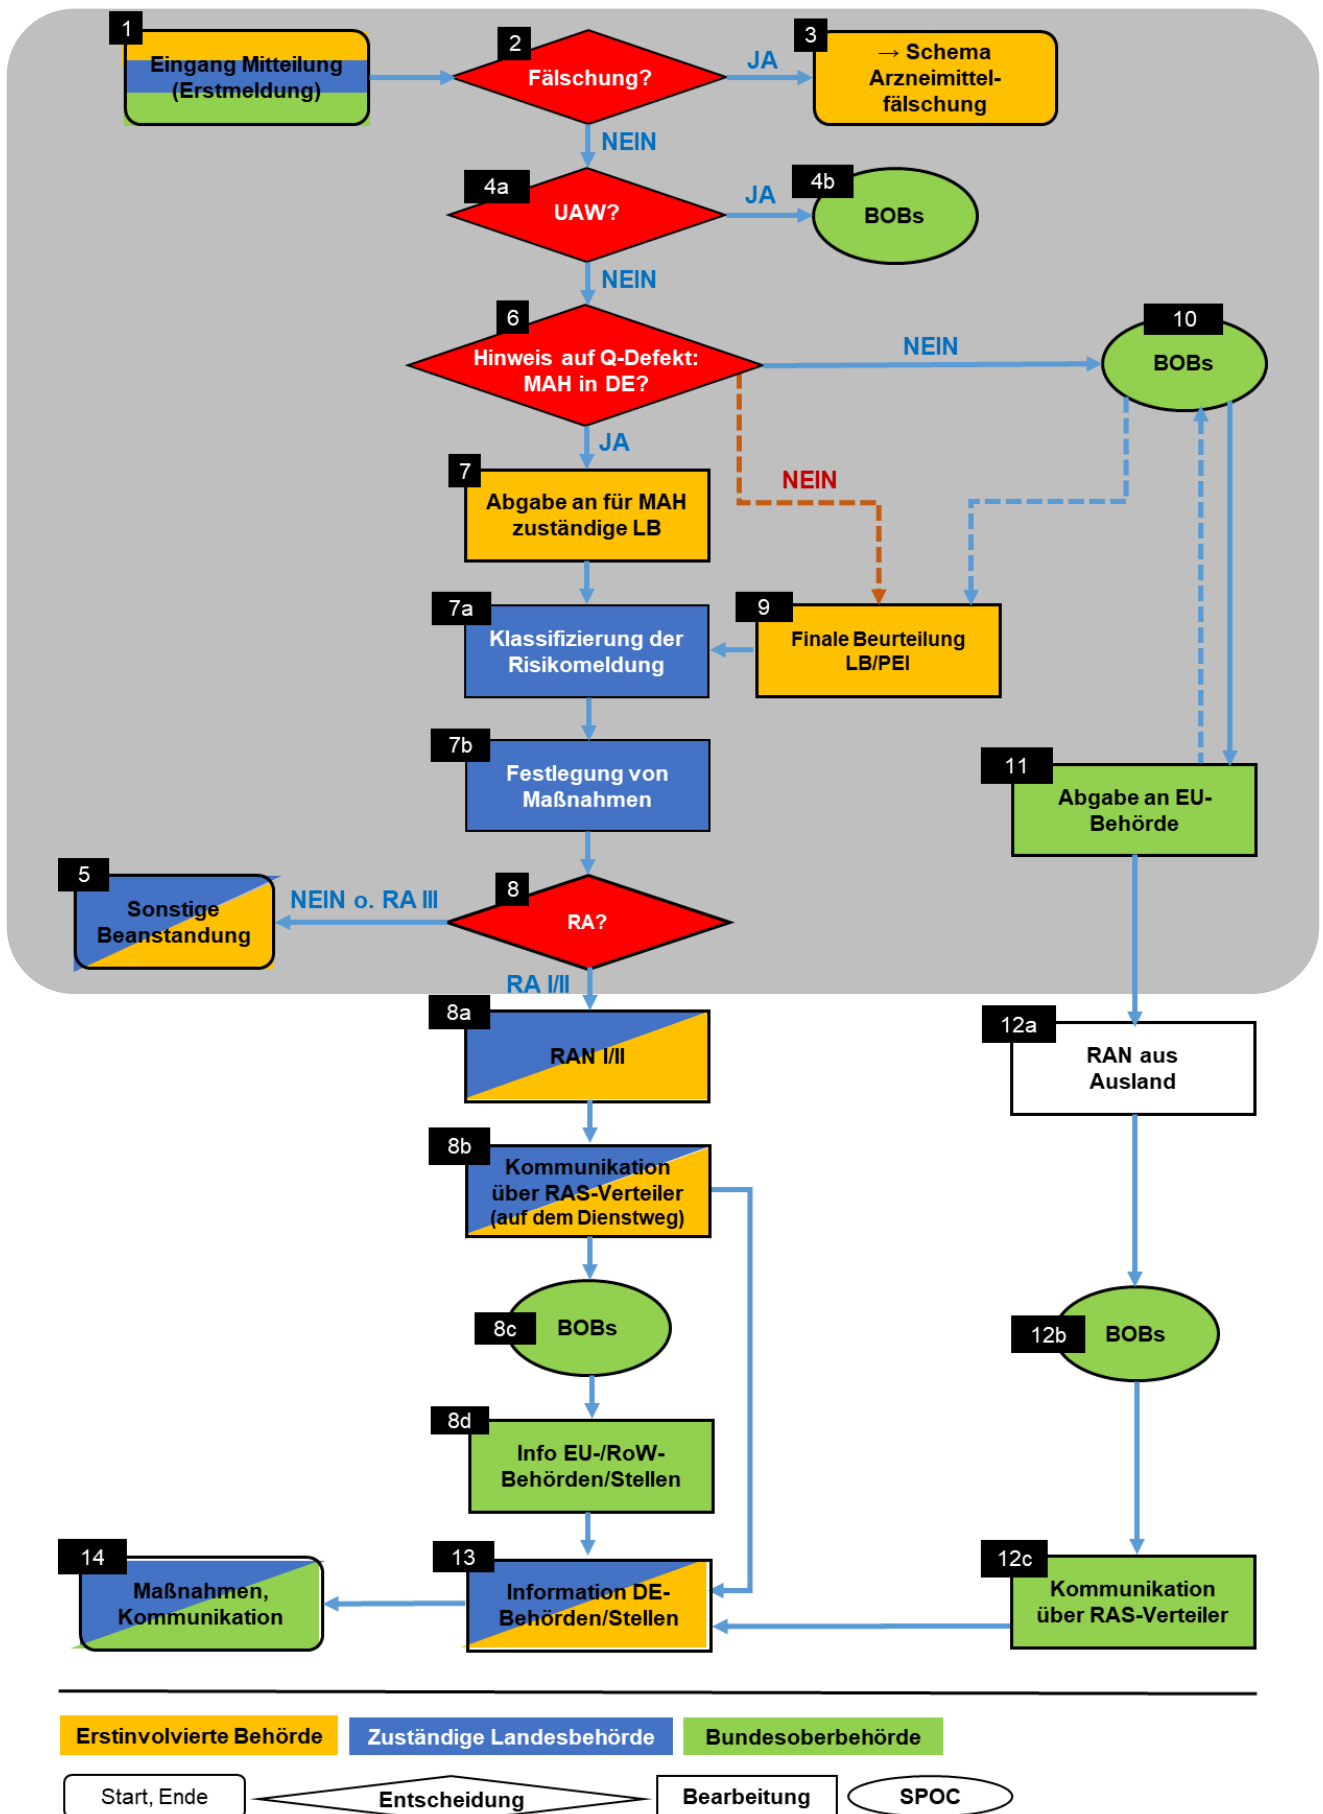 1
Eingang Mitteilung
(Erstmeldung)
2
Fälschung?
JA
3
→ Schema
Arzneimittel-
fälschung
NEIN
4a
UAW?
JA
4b
BOBs
NEIN
6
Hinweis auf Q-Defekt:
MAH in DE?
NEIN
10
BOBs
JA
NEIN
7
Abgabe an für MAH
zuständige LB
7a
Klassifizierung der
Risikomeldung
9
Finale Beurteilung
LB/PEI
7b
Festlegung von
Maßnahmen
11
Abgabe an EU-
Behörde
5
Sonstige
Beanstandung
NEIN o. RA III
8
RA?
RA I/II
8a
RAN I/II
12a
RAN aus
Ausland
8b
Kommunikation
über RAS-Verteiler
(auf dem Dienstweg)
8c
BOBs
12b
BOBs
8d
Info EU-/RoW-
Behörden/Stellen
14
Maßnahmen,
Kommunikation
13
Information DE-
Behörden/Stellen
12c
Kommunikation
über RAS-Verteiler
Erstinvolvierte Behörde
Zuständige Landesbehörde
Bundesoberbehörde
Start, Ende
Entscheidung
Bearbeitung
SPOC